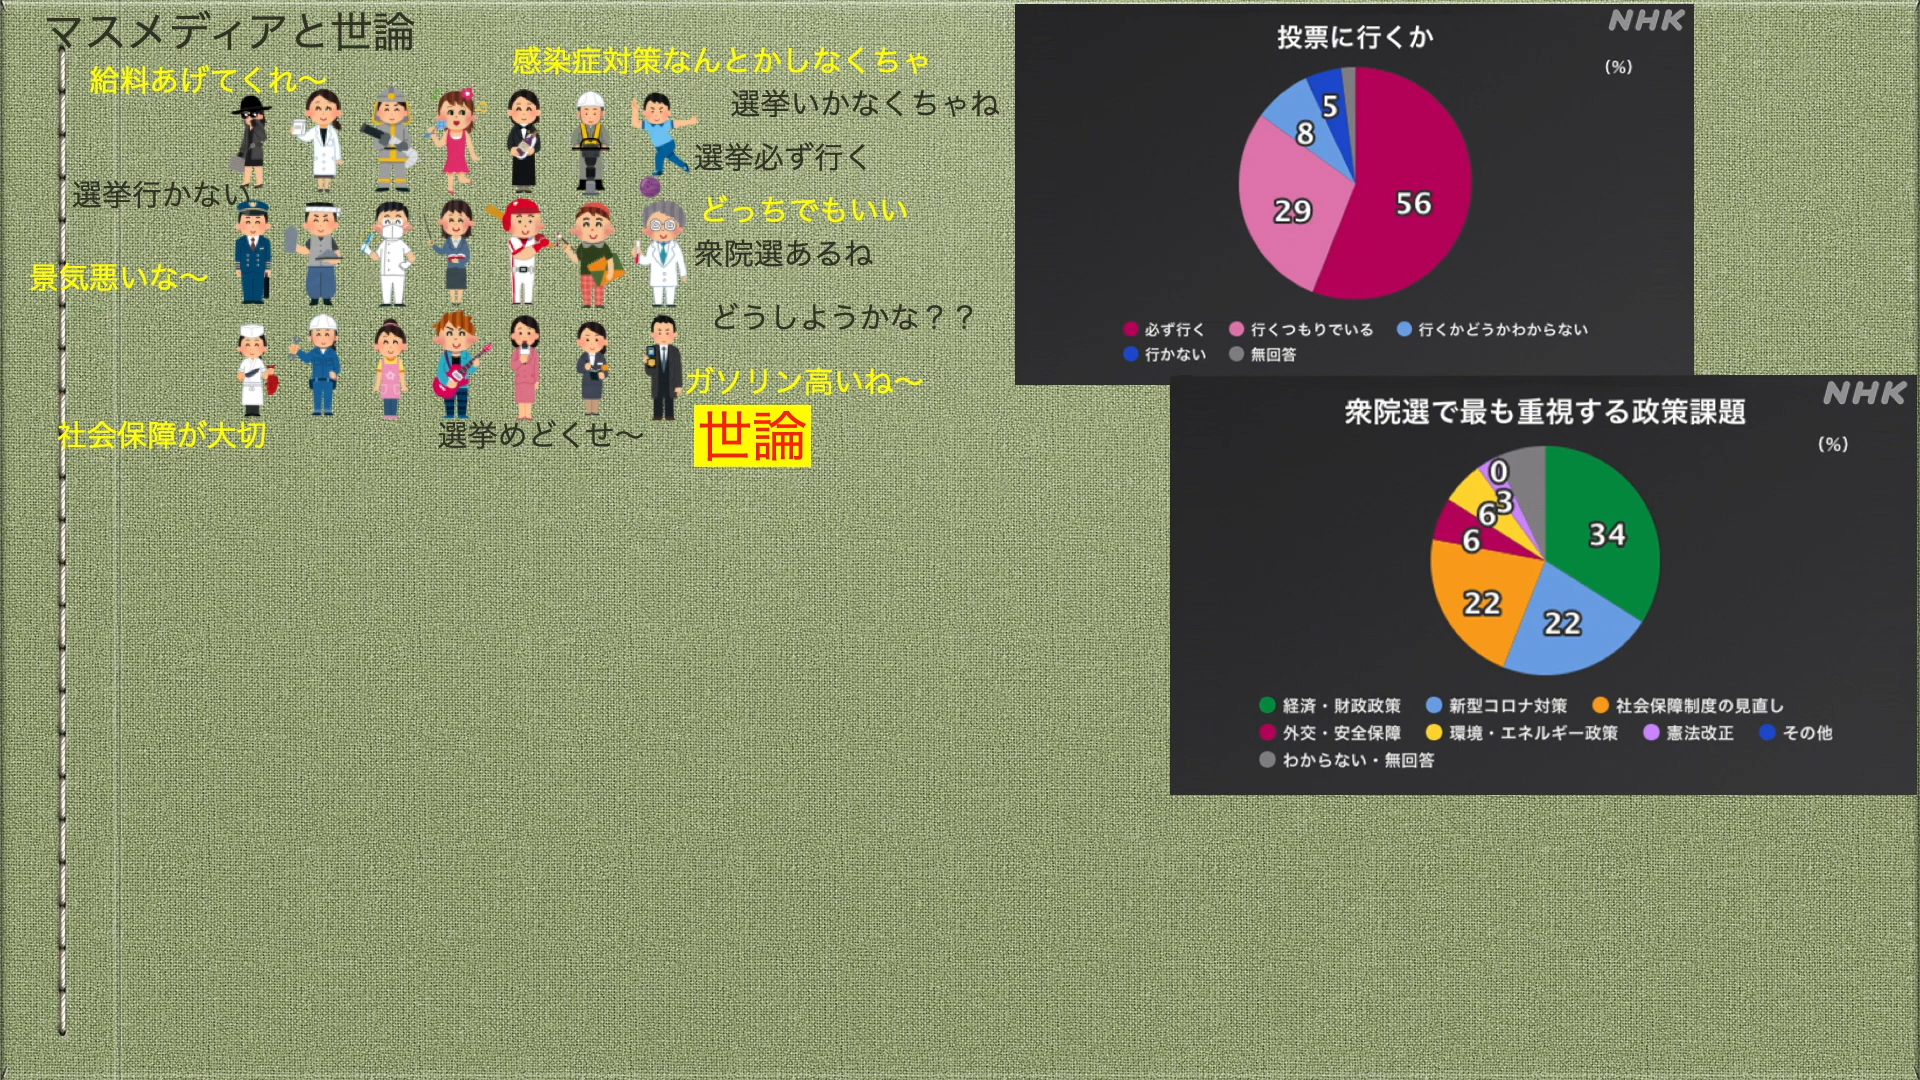 マスメディアと世論
給料あげてくれ〜
感染症対策なんとかしなくちゃ
選挙いかなくちゃね
選挙必ず行く
選挙行かない
どっちでもいい
衆院選あるね
景気悪いな〜
どうしようかな？？
ガソリン高いね〜
社会保障が大切
選挙めどくせ〜
世論
NHK
投票に行くか
(%)
5
8
29
56
必ず行く 行くつもりでいる 行くかどうかわからない
行かない 無回答
NHK
衆院選で最も重視する政策課題
(%)
0
3
6
6
34
22
22
経済・財政政策 新型コロナ対策 社会保障制度の見直し
外交・安全保障 環境・エネルギー政策 憲法改正 その他
わからない・無回答